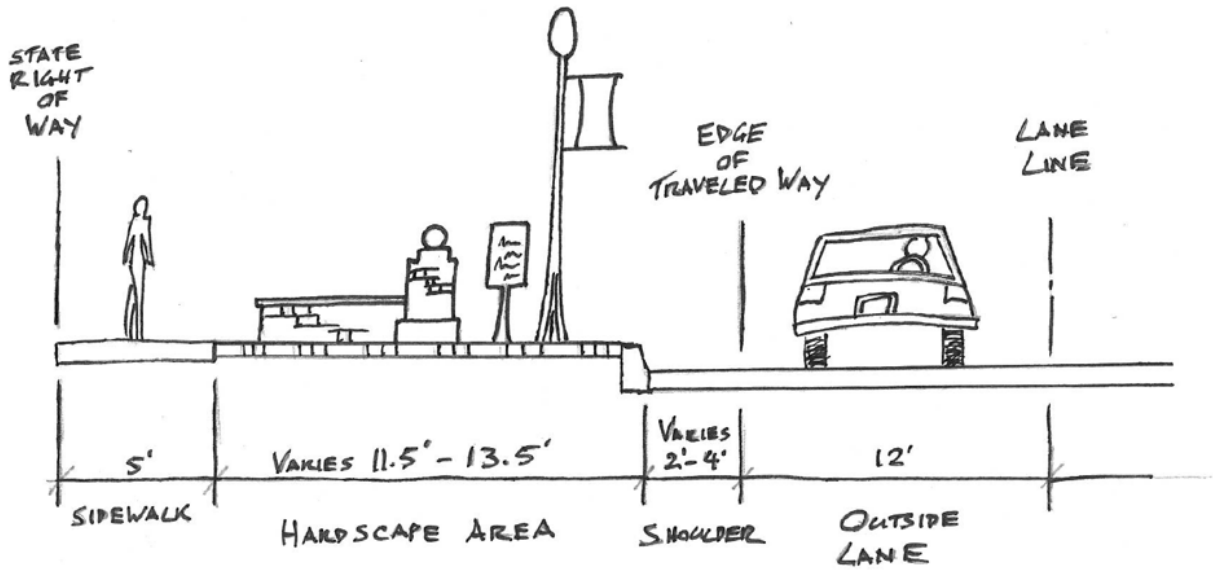 STATE
RIGHT
OF
WAY
EDGE
OF
TRAVELED WAY
LANE
LINE
5'
VARIES 11.5' - 13.5'
VARIES
2'-4'
12'
SIDEWALK
HARDSCAPE AREA
SHOULDER
OUTSIDE
LANE